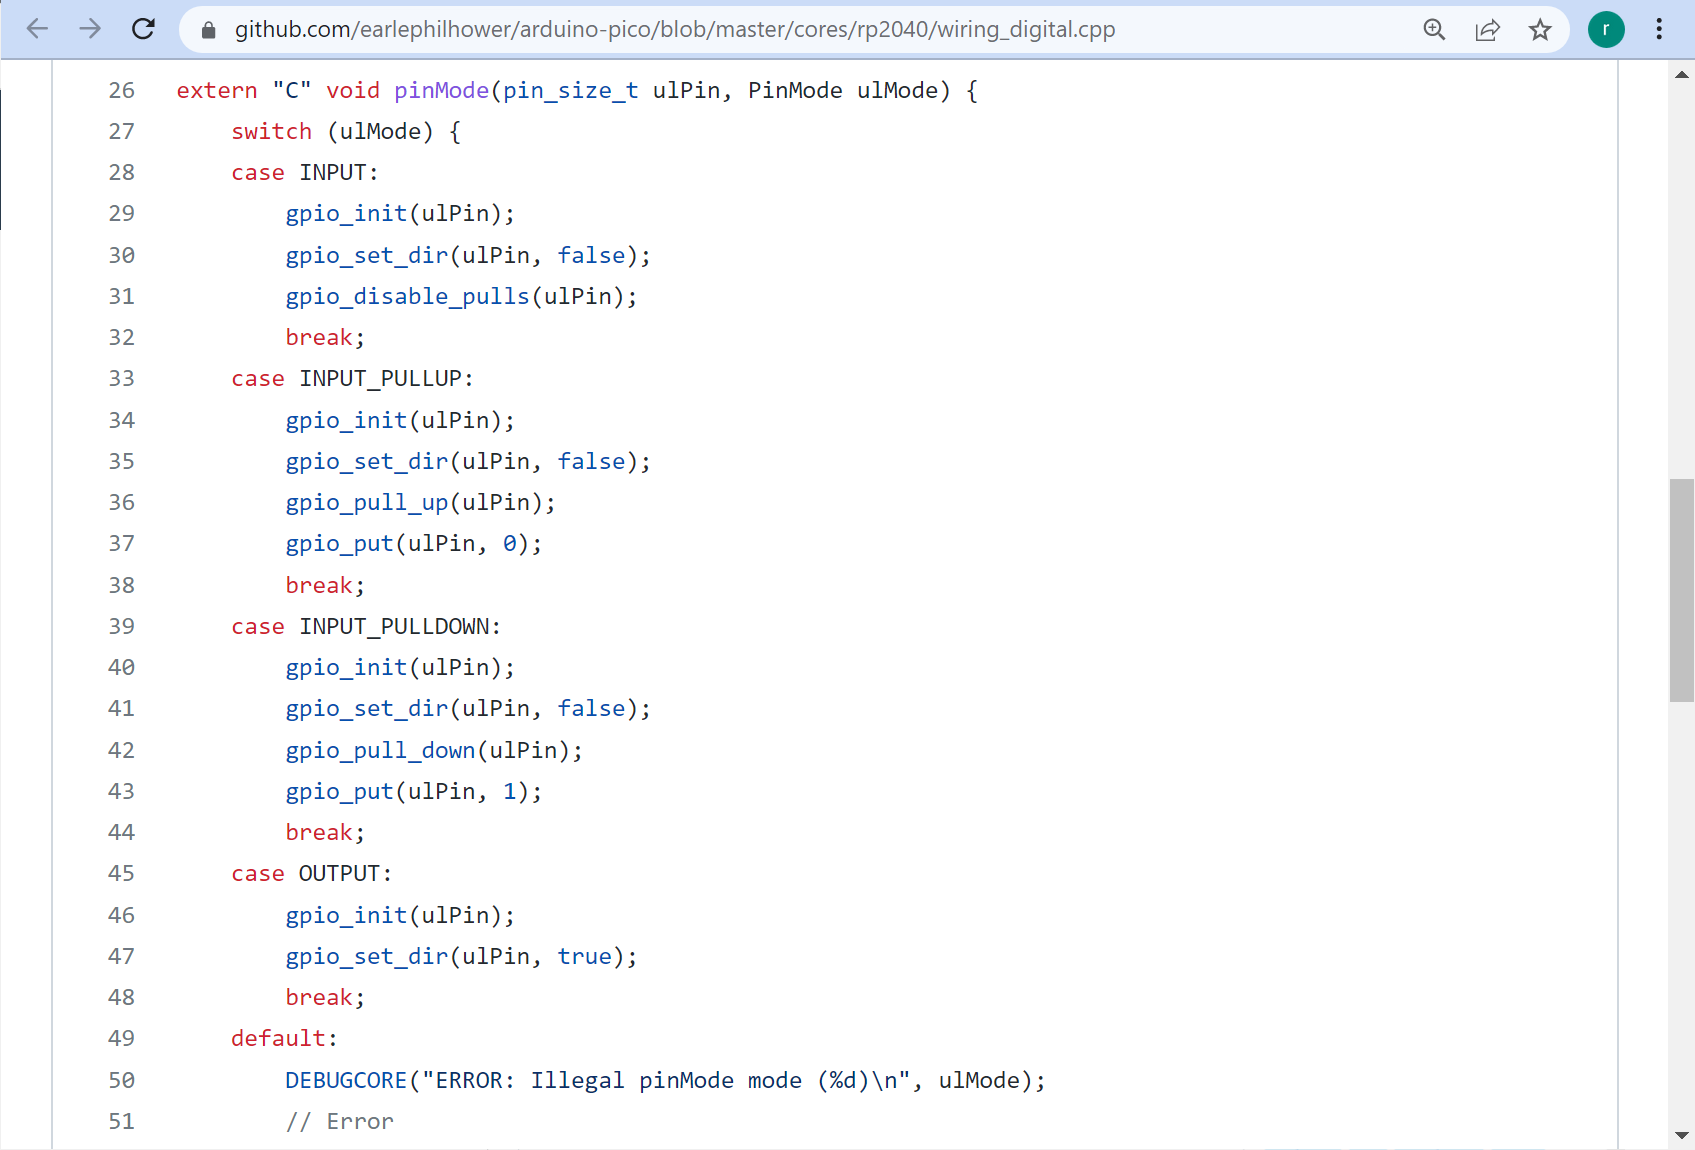 github.com/earlephilhower/arduino-pico/blob/master/cores/rp2040/wiring_digital.cpp
r
26 extern "C" void pinMode(pin_size_t ulPin, PinMode ulMode) {
27 switch (ulMode) {
28 case INPUT:
29 gpio_init(ulPin);
30 gpio_set_dir(ulPin, false);
31 gpio_disable_pulls(ulPin);
32 break;
33 case INPUT_PULLUP:
34 gpio_init(ulPin);
35 gpio_set_dir(ulPin, false);
36 gpio_pull_up(ulPin);
37 gpio_put(ulPin, 0);
38 break;
39 case INPUT_PULLDOWN:
40 gpio_init(ulPin);
41 gpio_set_dir(ulPin, false);
42 gpio_pull_down(ulPin);
43 gpio_put(ulPin, 1);
44 break;
45 case OUTPUT:
46 gpio_init(ulPin);
47 gpio_set_dir(ulPin, true);
48 break;
49 default:
50 DEBUGCORE("ERROR: Illegal pinMode mode (%d)\n", ulMode);
51 // Error